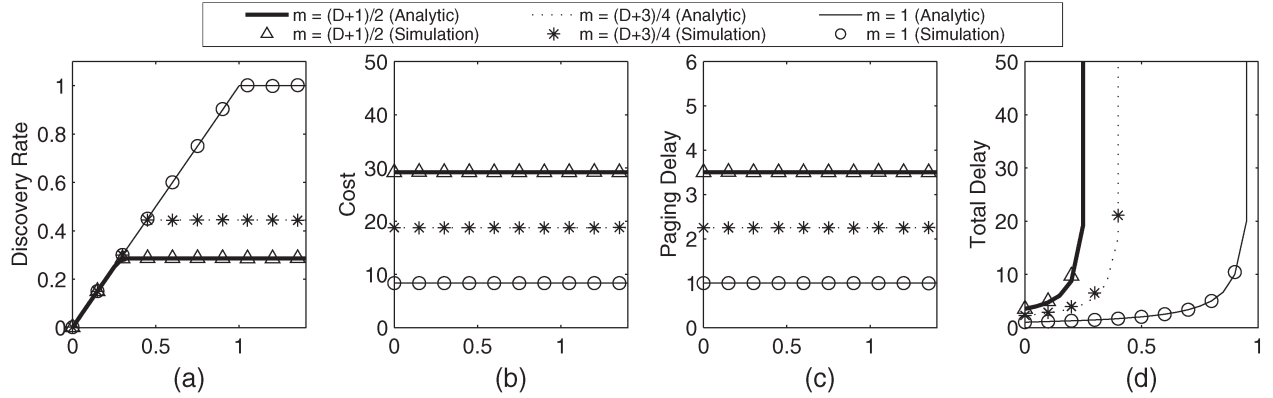 m = (D+1)/2 (Analytic) m = (D+3)/4 (Analytic) m = 1 (Analytic)
m = (D+1)/2 (Simulation) m = (D+3)/4 (Simulation) m = 1 (Simulation)
Discovery Rate
1
0.8
0.6
0.4
0.2
0
0 0.5 1
(a)
Cost
50
40
30
20
10
0
0 0.5 1
(b)
Paging Delay
6
5
4
3
2
1
0
0 0.5 1
(c)
Total Delay
50
40
30
20
10
0
0 0.5 1
(d)